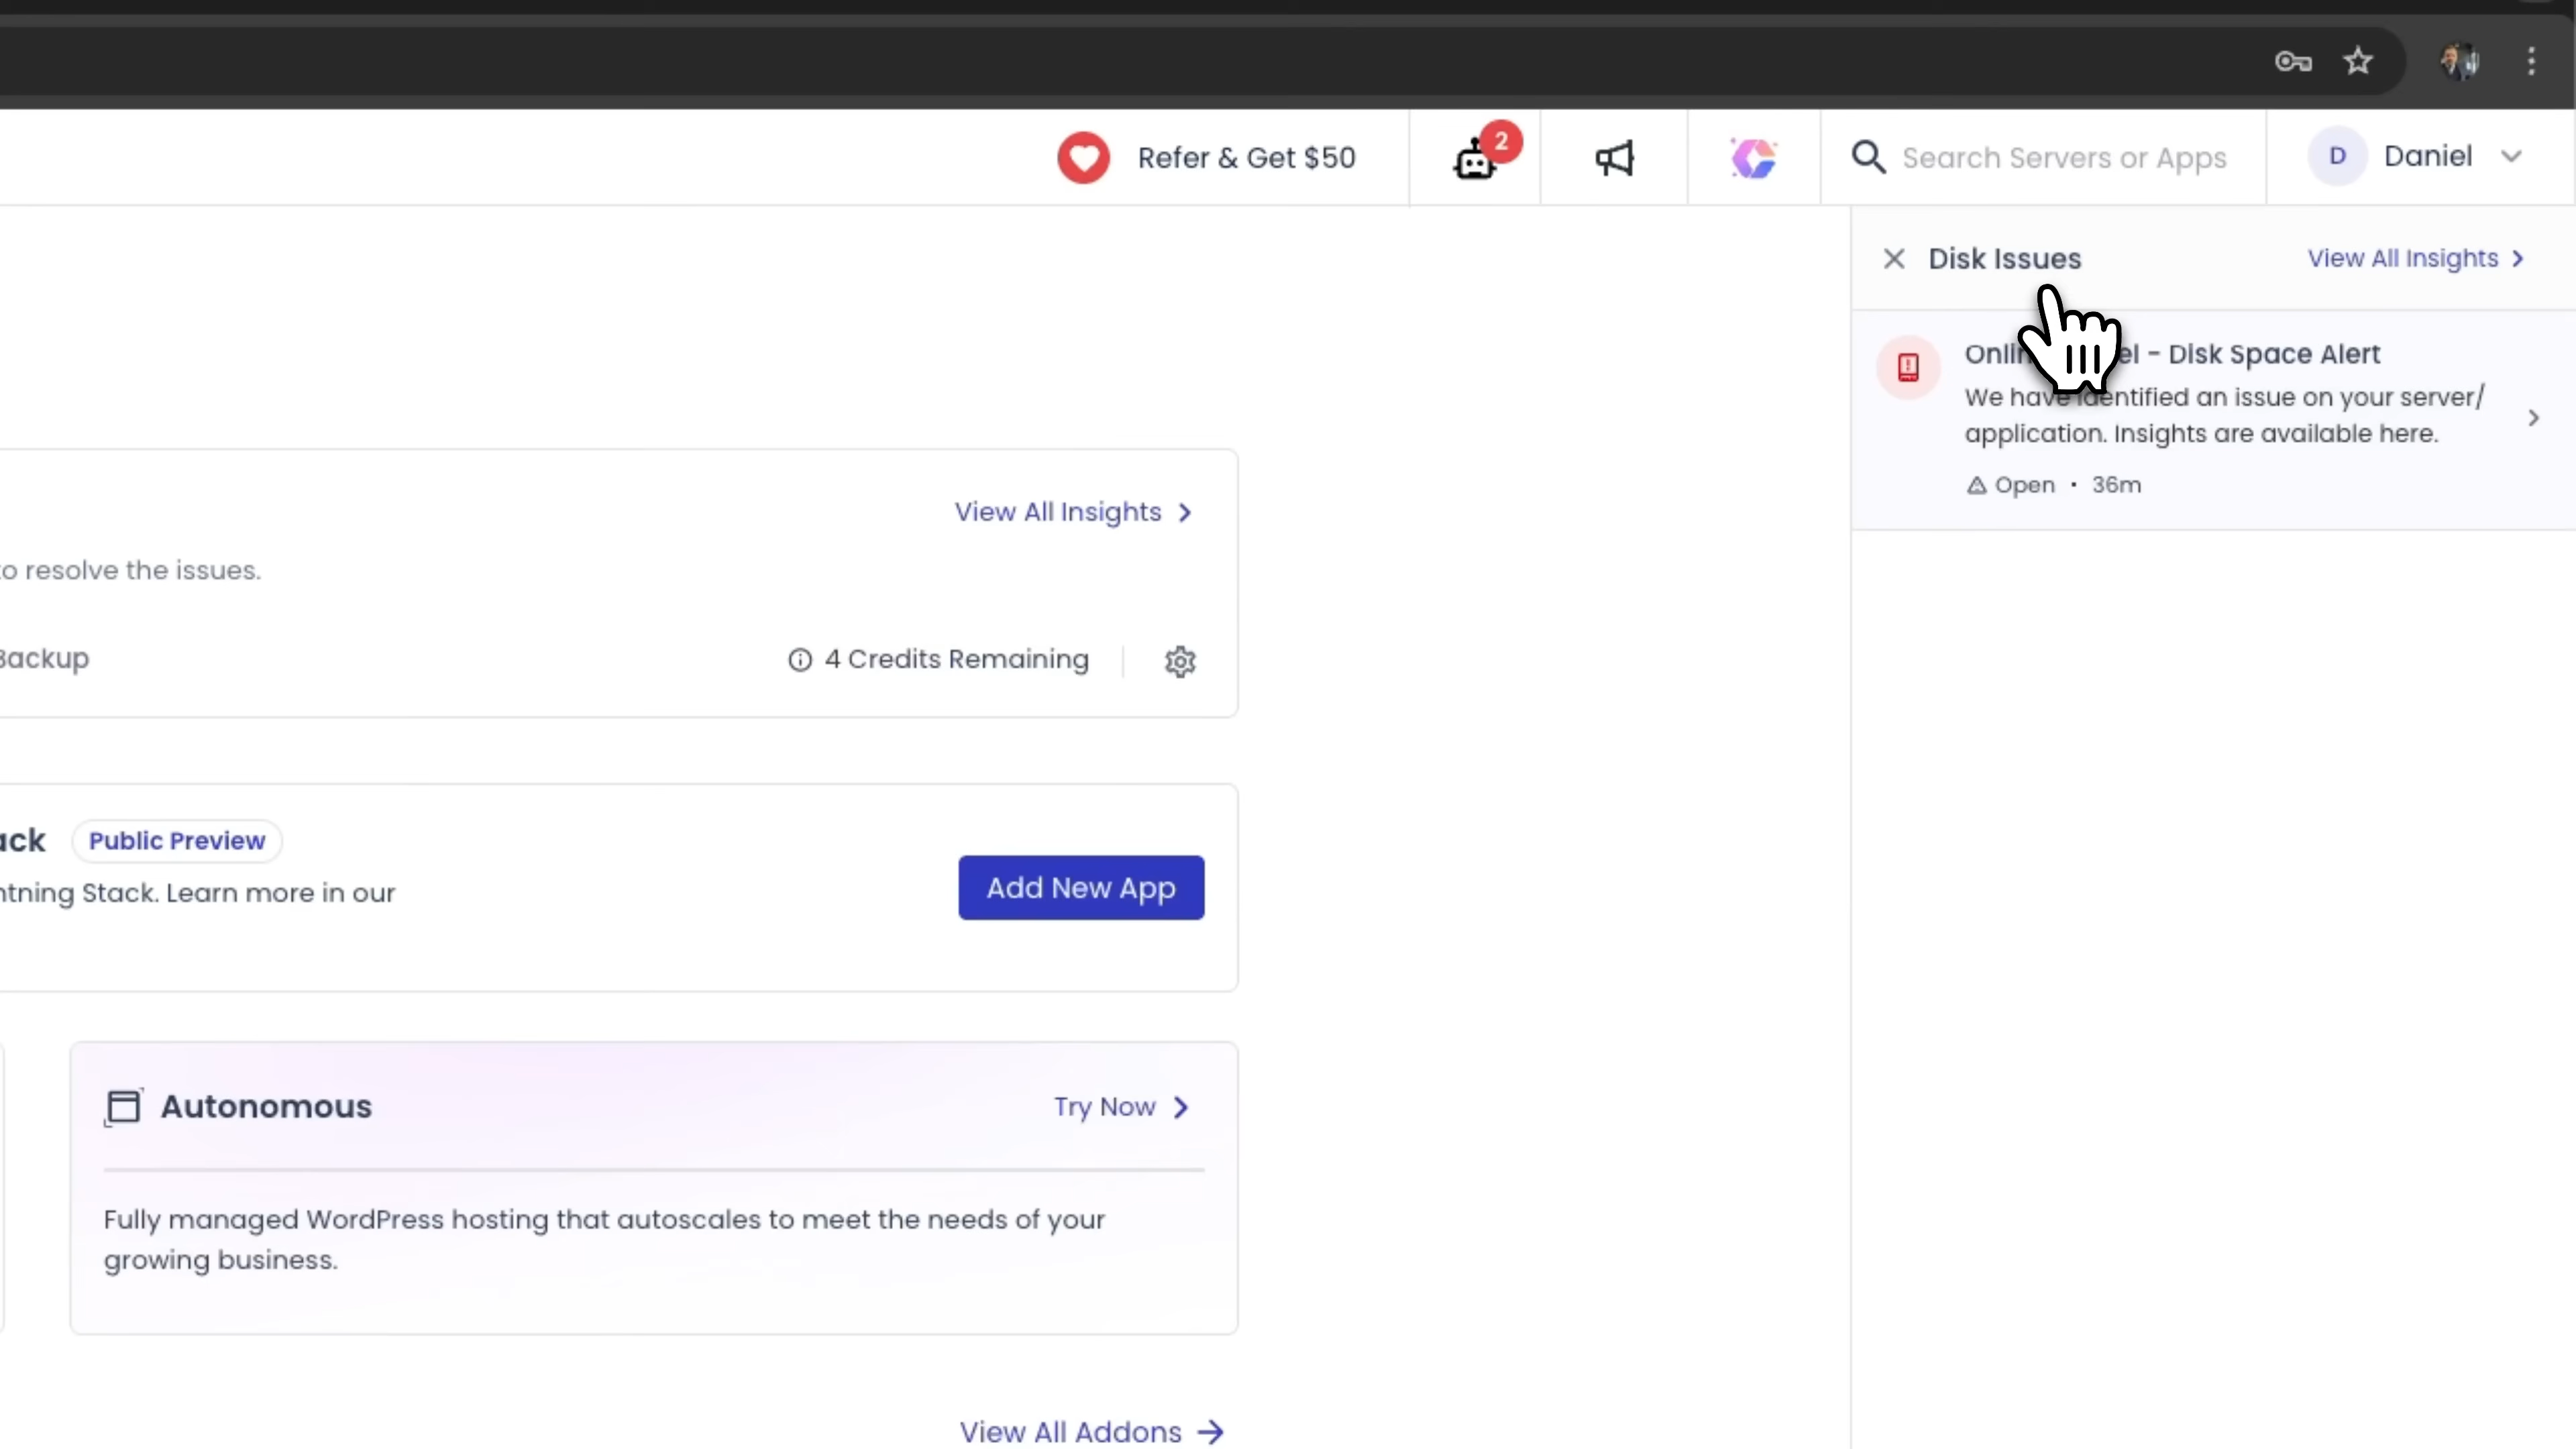 Refer & Get $50
2
Search Servers or Apps
D
Daniel
Disk Issues
View All Insights
- Disk Space Alert
We have identified an issue on your server/
application. Insights are available here.
Open • 36m
View All Insights
to resolve the issues.
Backup
4 Credits Remaining
Public Preview
Stack. Learn more in our
Add New App
Autonomous
Try Now
Fully managed WordPress hosting that autoscales to meet the needs of your
growing business.
View All Addons